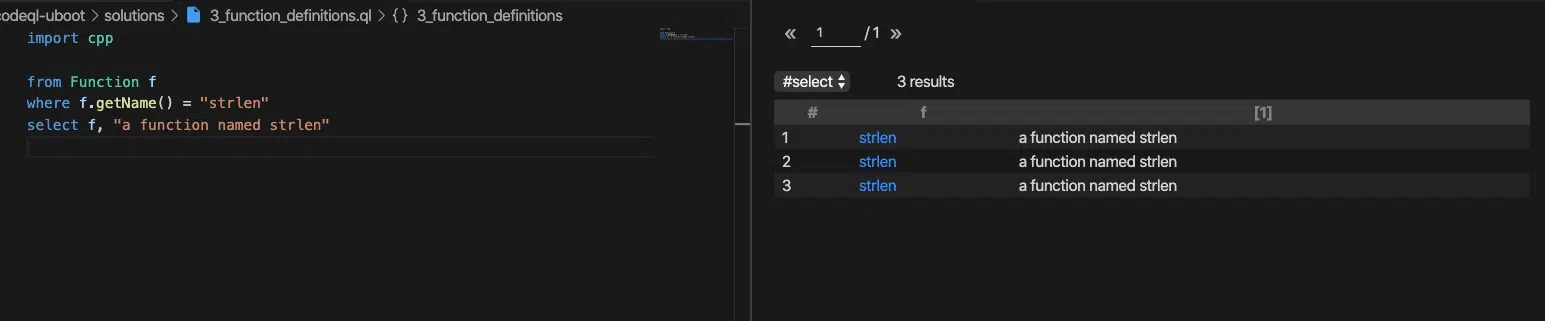 codeql-uboot > solutions > 3_function_definitions.ql > {} 3_function_definitions
import cpp
from Function f
where f.getName() = "strlen"
select f, "a function named strlen"
« 1 / 1 »
#select 3 results
# f [1]
1 strlen a function named strlen
2 strlen a function named strlen
3 strlen a function named strlen